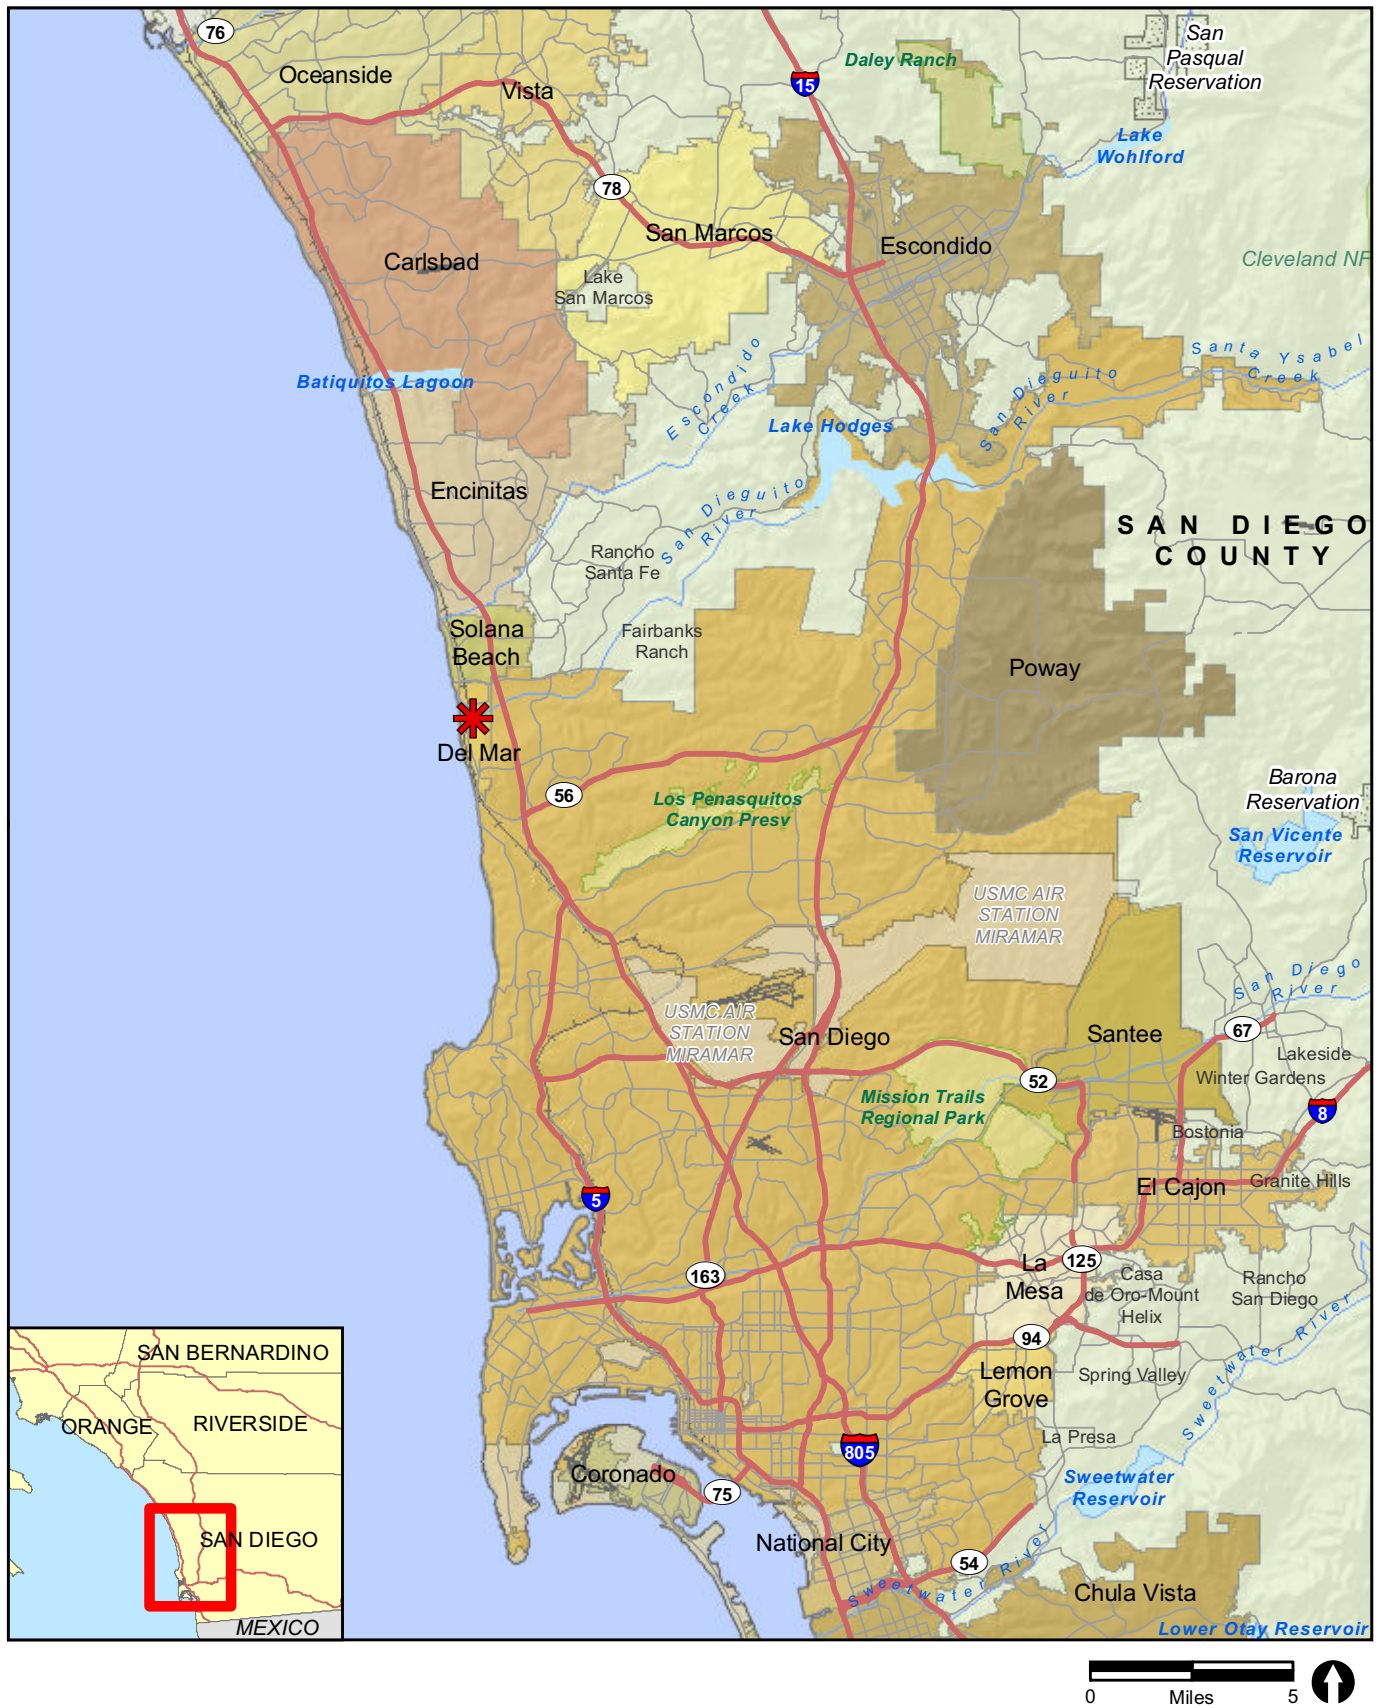 76
Oceanside
Vista
15
Daley Ranch
San
Pasqual
Reservation
Lake
Wohlford
78
San Marcos
Escondido
Carlsbad
Lake
San Marcos
Cleveland NF
Batiquitos Lagoon
Escondido
Creek
Lake Hodges
San Dieguito
River
Santa Ysabel
Creek
Encinitas
San Dieguito
River
SAN DIEGO
COUNTY
Rancho
Santa Fe
Solana
Beach
Fairbanks
Ranch
Poway
Del Mar
56
Los Penasquitos
Canyon Presv
Barona
Reservation
San Vicente
Reservoir
USMC AIR
STATION
MIRAMAR
San Diego
River
USMC AIR
STATION
MIRAMAR
San Diego
Santee
67
Lakeside
Winter Gardens
52
Mission Trails
Regional Park
8
Bostonia
El Cajon
Granite Hills
5
La
Mesa
125
163
Casa
de Oro-Mount
Helix
Rancho
San Diego
94
Lemon
Grove
Spring Valley
Sweetwater River
La Presa
805
Coronado
75
Sweetwater
Reservoir
National City
54
Sweetwater River
Chula Vista
Lower Otay Reservoir
SAN BERNARDINO
ORANGE
RIVERSIDE
SAN DIEGO
MEXICO
0 Miles 5